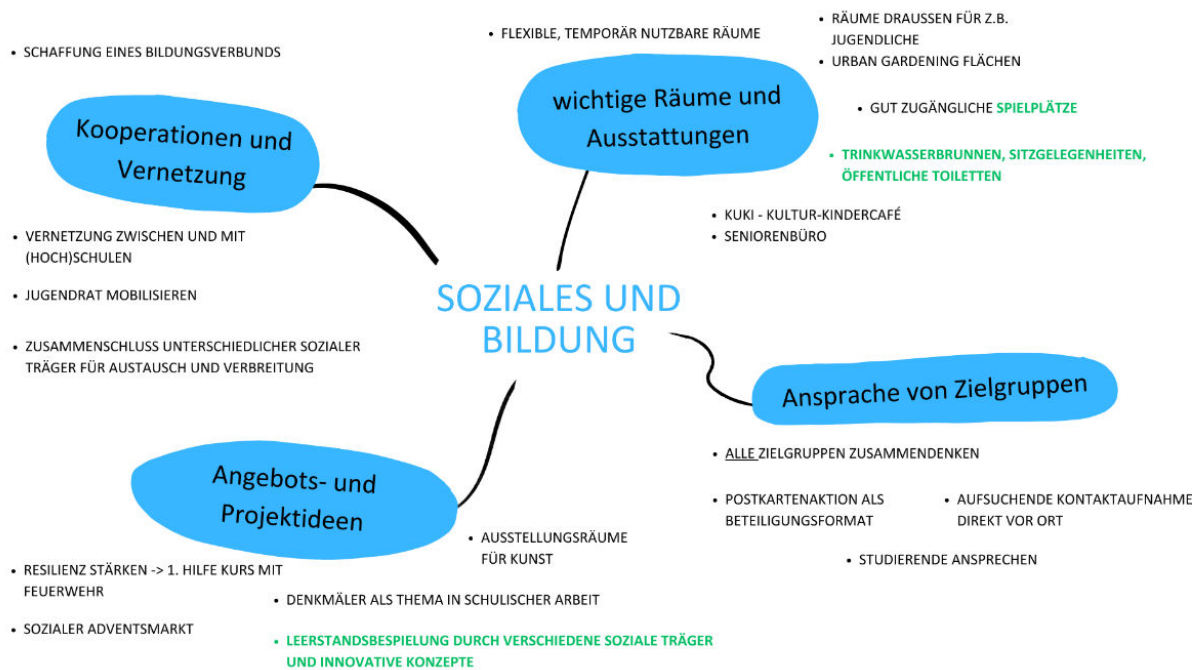 • SCHAFFUNG EINES BILDUNGSVERBUNDS
Kooperationen und
Vernetzung
• VERNETZUNG ZWISCHEN UND MIT
(HOCH)SCHULEN
• JUGENDRAT MOBILISIEREN
• ZUSAMMENSCHLUSS UNTERSCHIEDLICHER SOZIALER
TRÄGER FÜR AUSTAUSCH UND VERBREITUNG
• FLEXIBLE, TEMPORÄR NUTZBARE RÄUME
• RÄUME DRAUSSEN FÜR Z.B.
JUGENDLICHE
• URBAN GARDENING FLÄCHEN
wichtige Räume und
Ausstattungen
• GUT ZUGÄNGLICHE SPIELPLÄTZE
• TRINKWASSERBRUNNEN, SITZGELEGENHEITEN,
ÖFFENTLICHE TOILETTEN
• KUKI - KULTUR-KINDERCAFÉ
• SENIORENBÜRO
SOZIALES UND
BILDUNG
Ansprache von Zielgruppen
• ALLE ZIELGRUPPEN ZUSAMMENDENKEN
• POSTKARTENAKTION ALS
BETEILIGUNGSFORMAT
• AUFSUCHENDE KONTAKTAUFNAHME
DIREKT VOR ORT
• STUDIERENDE ANSPRECHEN
Angebots- und
Projektideen
• AUSSTELLUNGSRÄUME
FÜR KUNST
• RESILIENZ STÄRKEN -> 1. HILFE KURS MIT
FEUERWEHR
• SOZIALER ADVENTSMARKT
• DENKMÄLER ALS THEMA IN SCHULISCHER ARBEIT
• LEERSTANDSBESPIELUNG DURCH VERSCHIEDENE SOZIALE TRÄGER
UND INNOVATIVE KONZEPTE